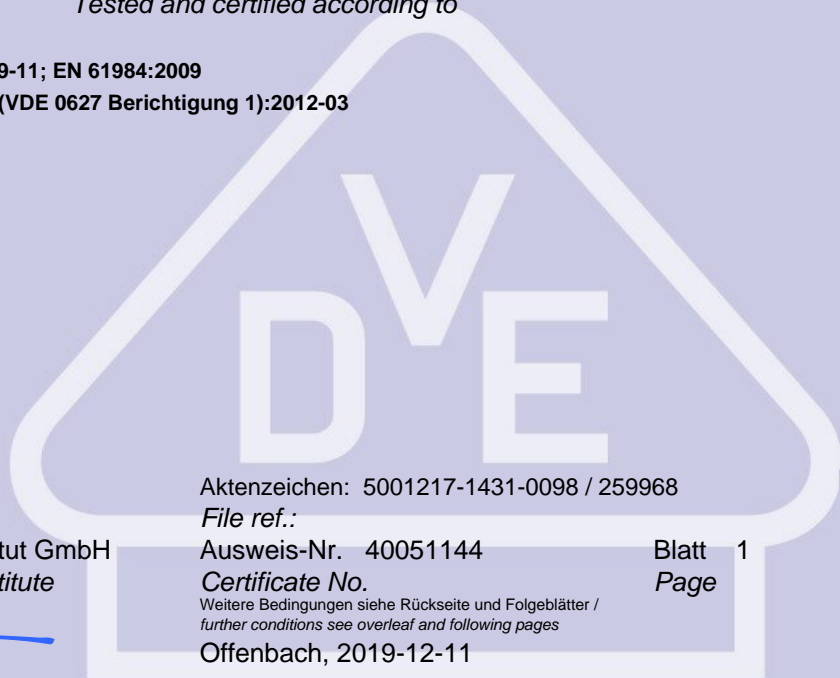 Tested and certified according to
9-11; EN 61984:2009
(VDE 0627 Berichtigung 1):2012-03
DVE
Aktenzeichen: 5001217-1431-0098 / 259968
File ref.:
tut GmbH
Ausweis-Nr. 40051144
Blatt 1
titute
Certificate No.
Page
Weitere Bedingungen siehe Rückseite und Folgeblätter /
further conditions see overleaf and following pages
Offenbach, 2019-12-11